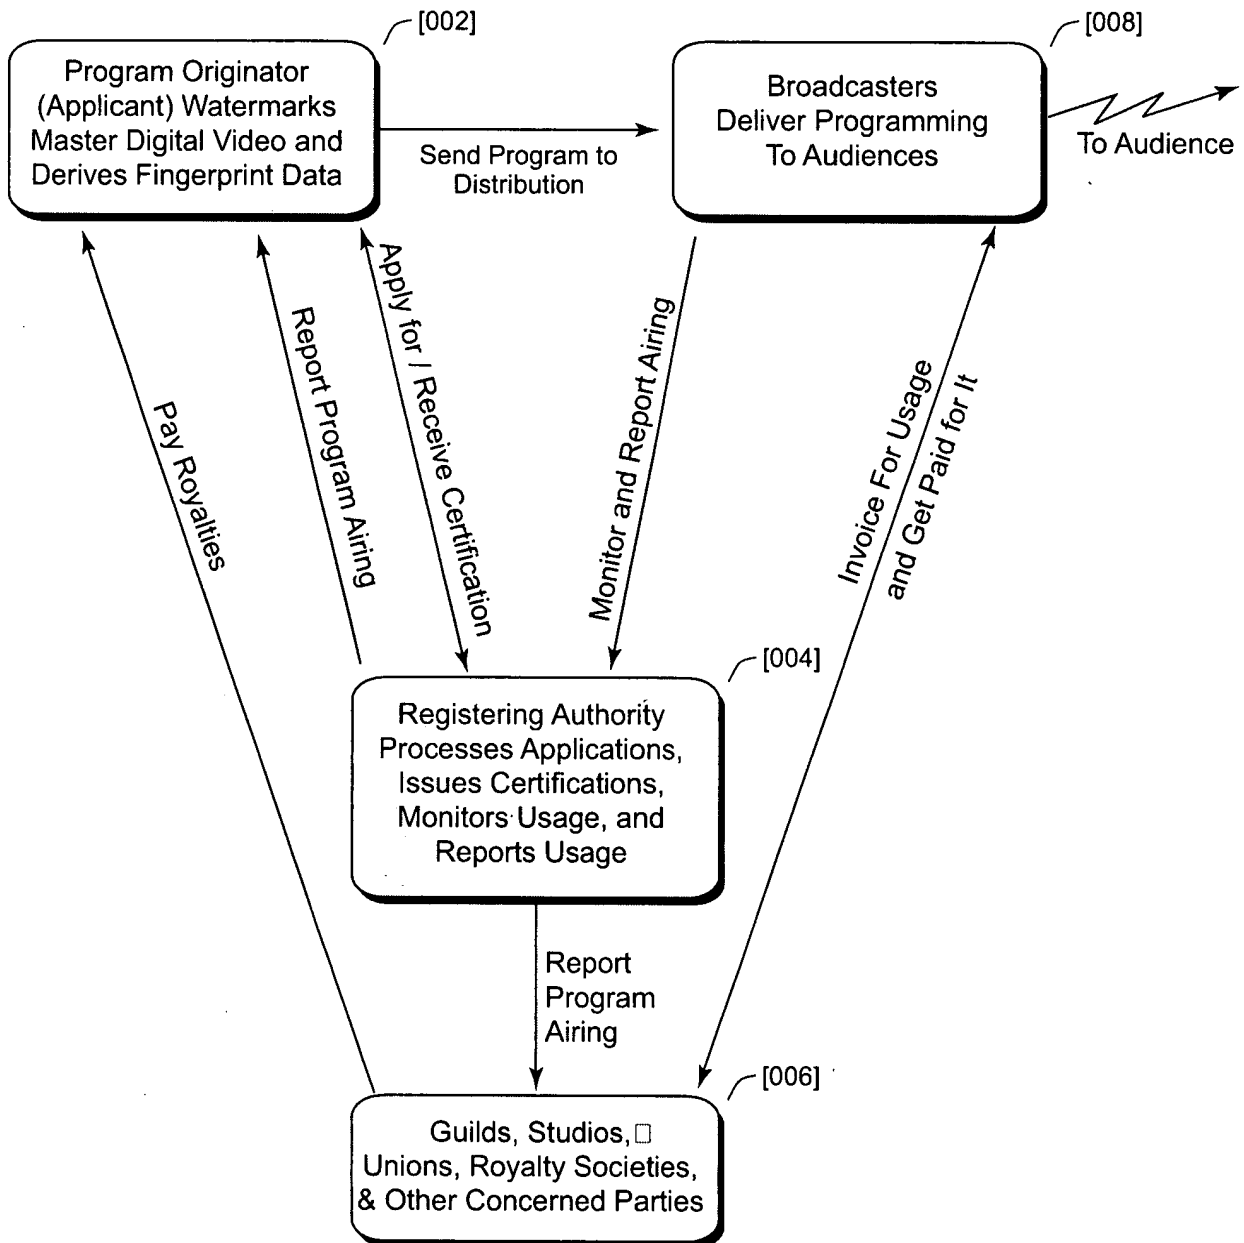 [002]
Program Originator
(Applicant) Watermarks
Master Digital Video and
Derives Fingerprint Data
Send Program to
Distribution
[008]
Broadcasters
Deliver Programming
To Audiences
To Audience
Pay Royalties
Report Program Airing
Apply for / Receive Certification
Monitor and Report Airing
Invoice For Usage
and Get Paid for It
[004]
Registering Authority
Processes Applications,
Issues Certifications,
Monitors Usage, and
Reports Usage
Report
Program
Airing
[006]
Guilds, Studios, □
Unions, Royalty Societies,
& Other Concerned Parties